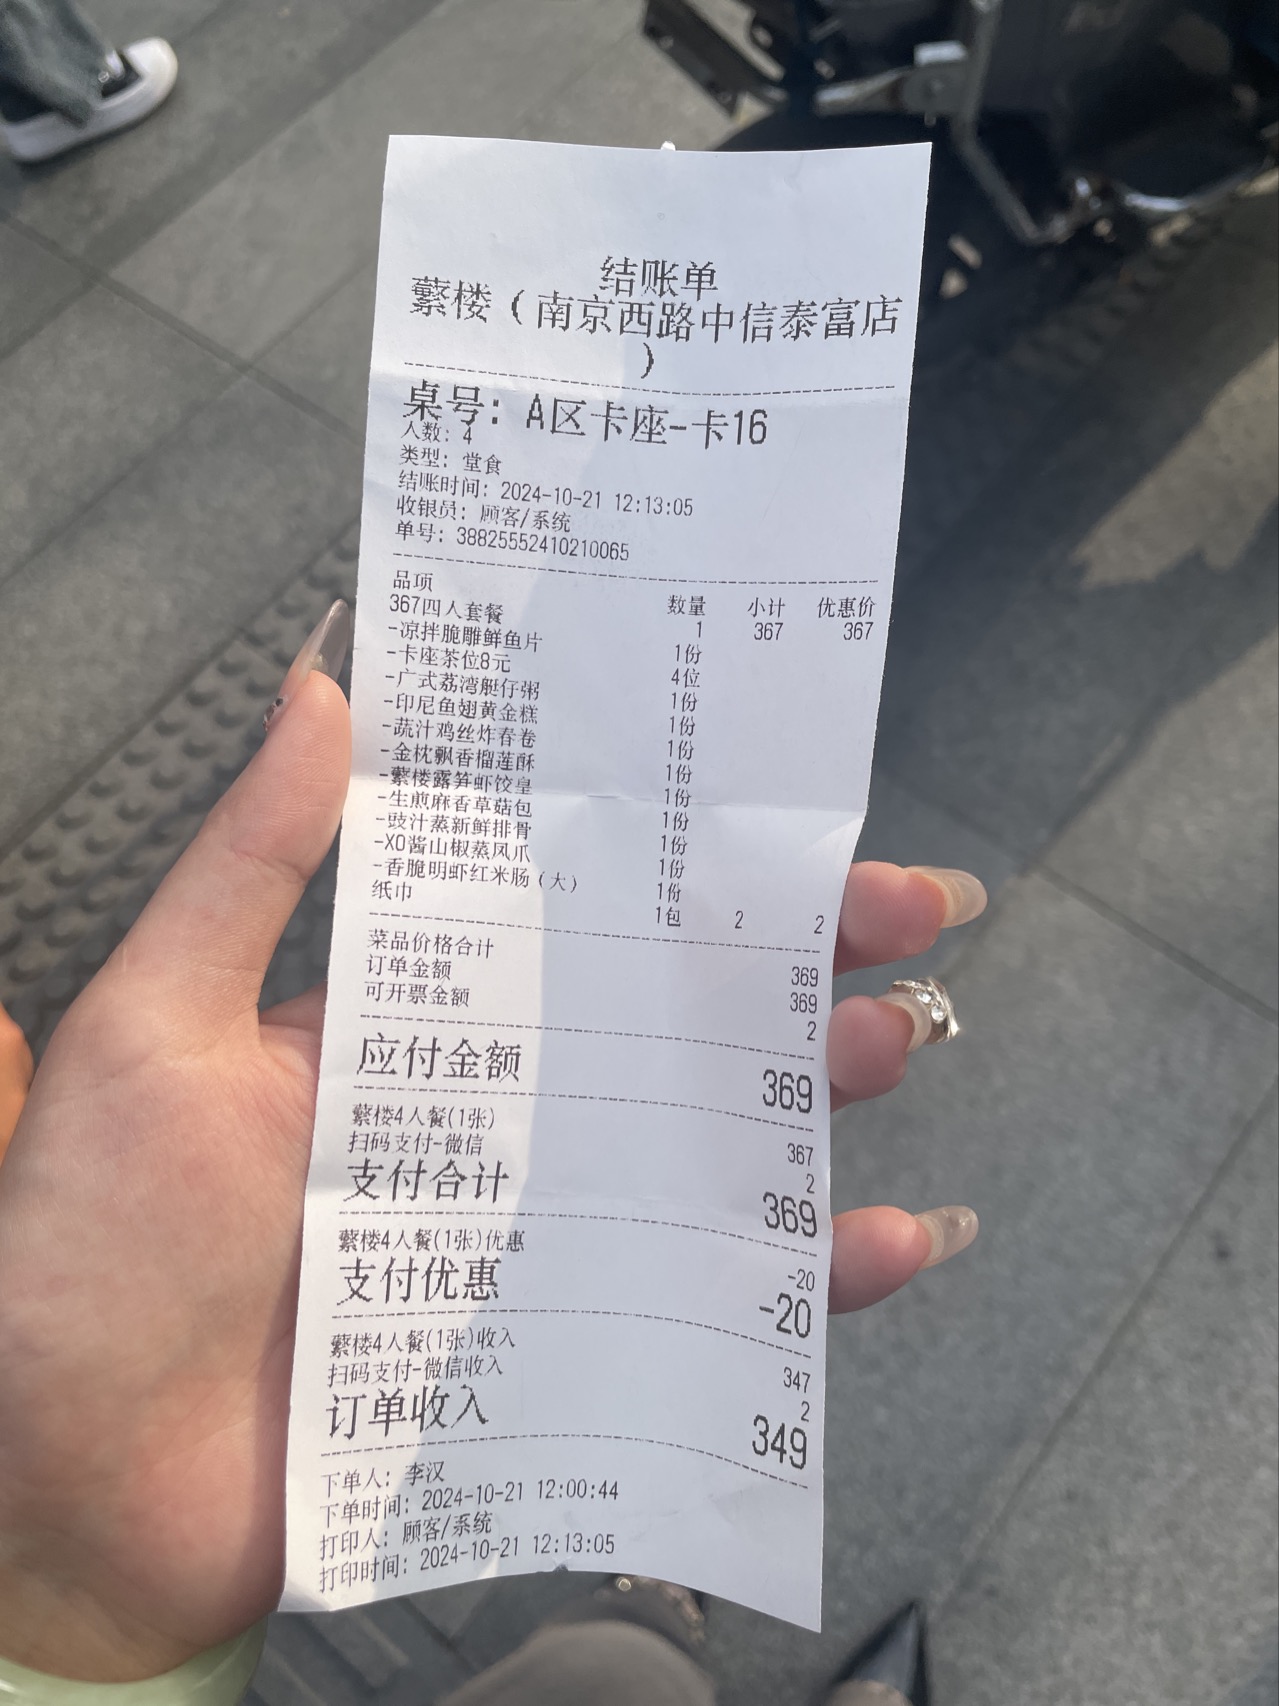 结账单
蘩楼（南京西路中信泰富店
）
桌号: A区卡座-卡16
人数: 4
类型: 堂食
结账时间: 2024-10-21 12:13:05
收银员: 顾客/系统
单号: 38825552410210065
品项 数量 小计 优惠价
367四人套餐 1 367 367
-凉拌脆雕鲜鱼片 1份
-卡座茶位8元 4位
-广式荔湾艇仔粥 1份
-印尼鱼翅黄金糕 1份
-蔬汁鸡丝炸春卷 1份
-金枕飘香榴莲酥 1份
-蘩楼露笋虾饺皇 1份
-生煎麻香草菇包 1份
-豉汁蒸新鲜排骨 1份
-XO酱山椒蒸凤爪 1份
-香脆明虾红米肠（大） 1份
纸巾 1包 2 2
菜品价格合计 369
订单金额 369
可开票金额 2
应付金额 369
蘩楼4人餐(1张) 367
扫码支付-微信 2
支付合计 369
蘩楼4人餐(1张)优惠 -20
支付优惠 -20
蘩楼4人餐(1张)收入 347
扫码支付-微信收入 2
订单收入 349
下单人: 李汉
下单时间: 2024-10-21 12:00:44
打印人: 顾客/系统
打印时间: 2024-10-21 12:13:05